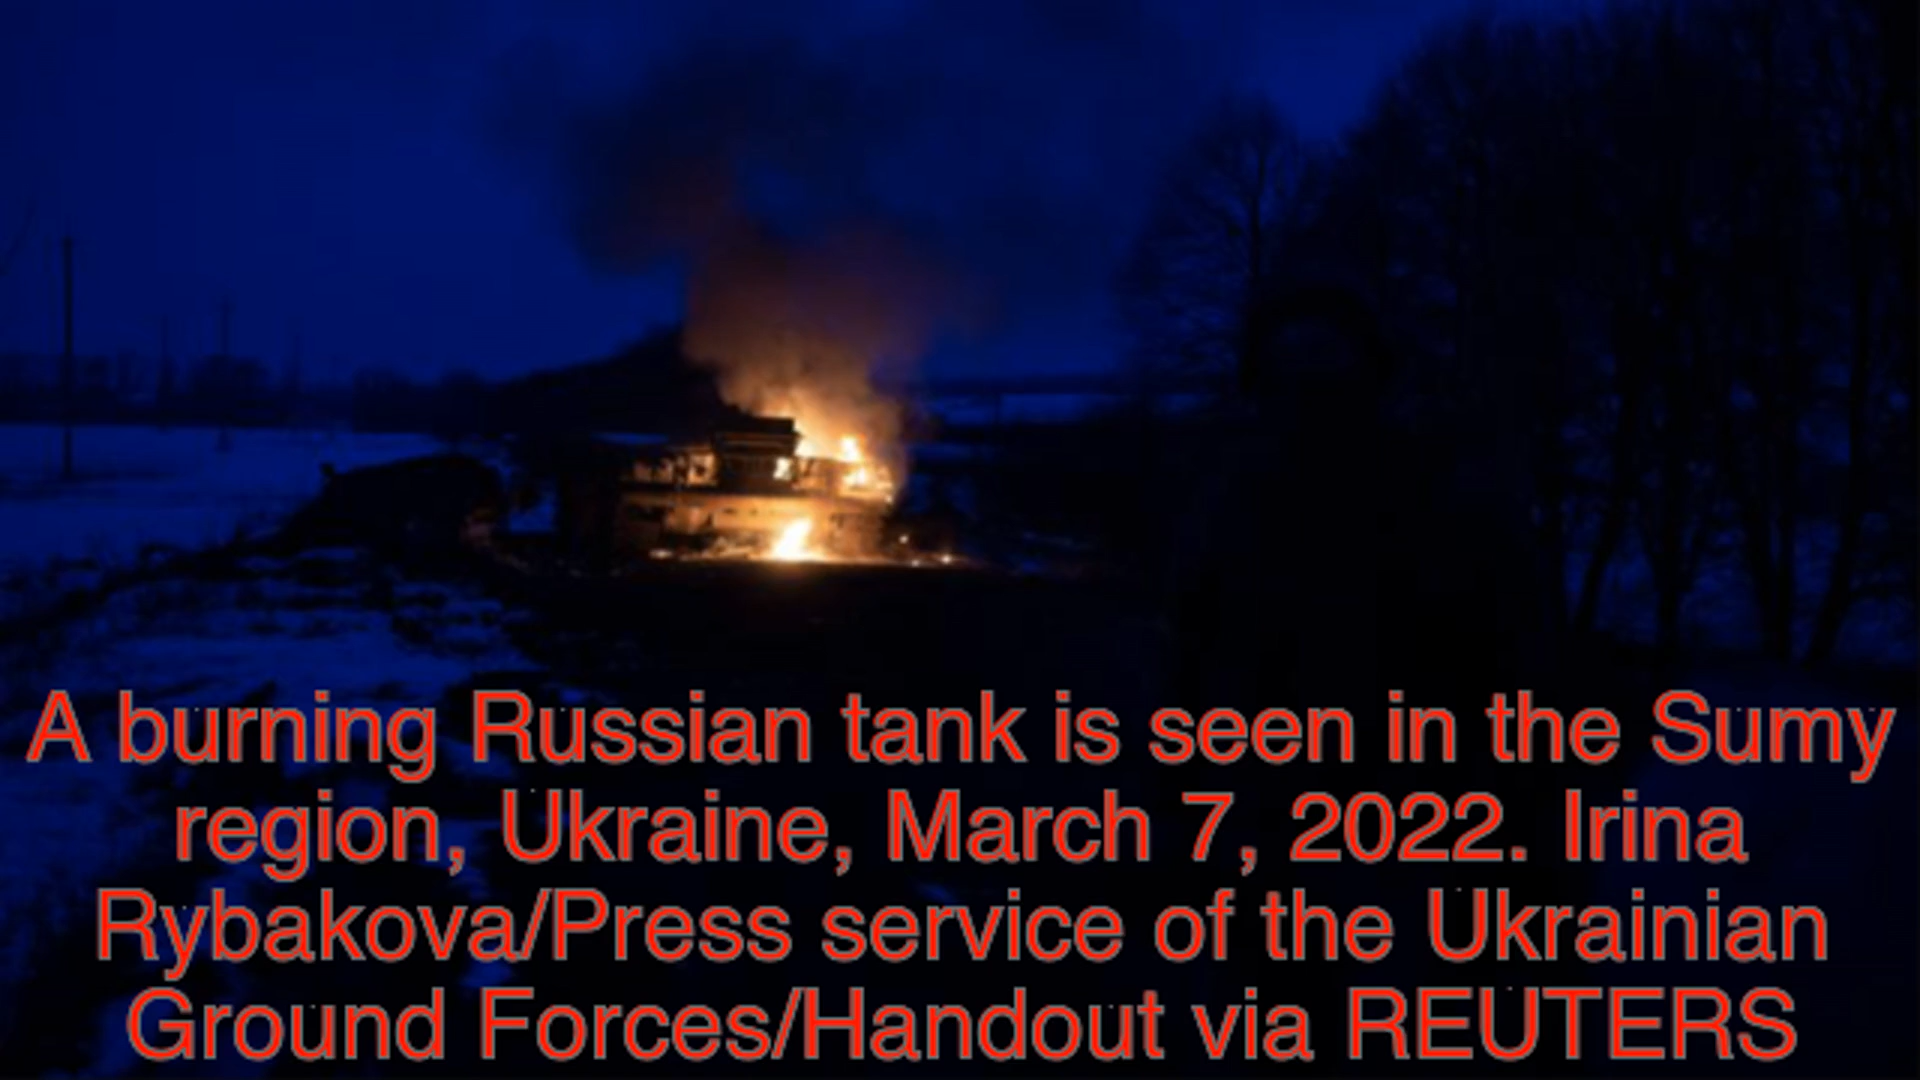 A burning Russian tank is seen in the Sumy
region, Ukraine, March 7, 2022. Irina
Rybakova/Press service of the Ukrainian
Ground Forces/Handout via REUTERS